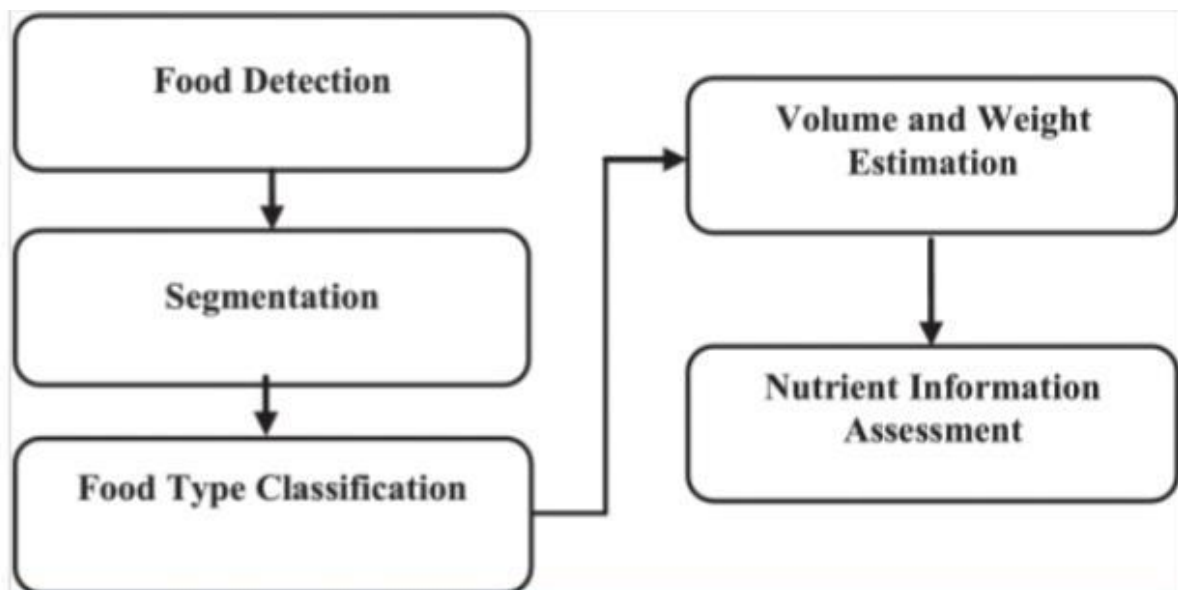 Food Detection
Segmentation
Food Type Classification
Volume and Weight
Estimation
Nutrient Information
Assessment